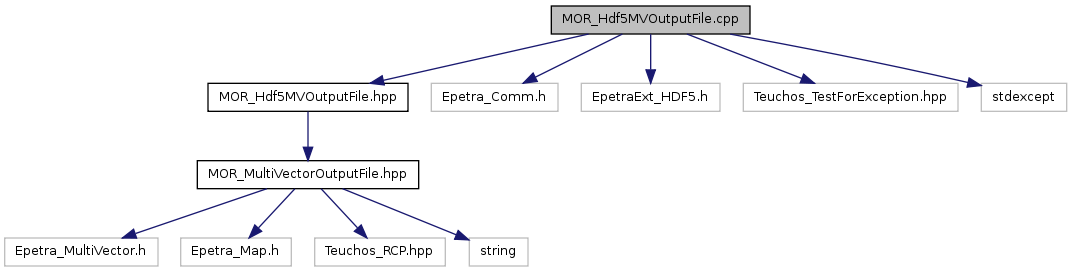 MOR_Hdf5MVOutputFile.cpp
MOR_Hdf5MVOutputFile.hpp
Epetra_Comm.h
EpetraExt_HDF5.h
Teuchos_TestForException.hpp
stdexcept
MOR_MultiVectorOutputFile.hpp
Epetra_MultiVector.h
Epetra_Map.h
Teuchos_RCP.hpp
string